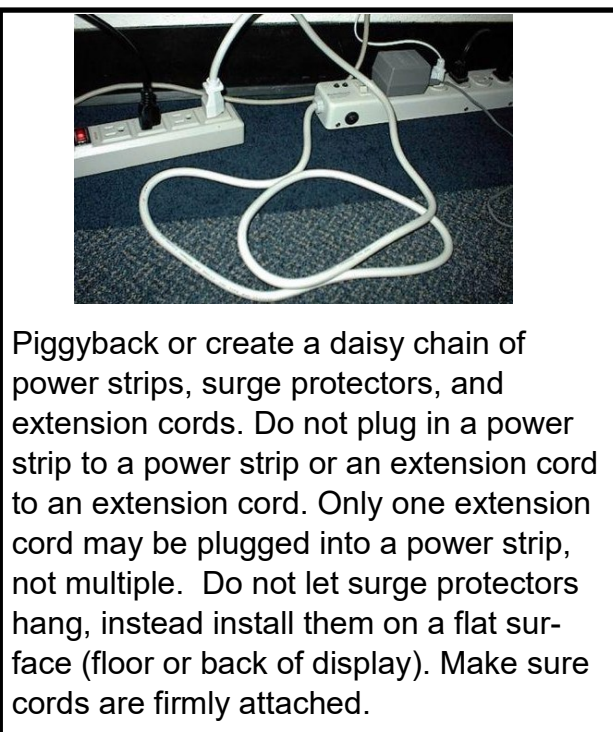 Piggyback or create a daisy chain of
power strips, surge protectors, and
extension cords. Do not plug in a power
strip to a power strip or an extension cord
to an extension cord. Only one extension
cord may be plugged into a power strip,
not multiple.  Do not let surge protectors
hang, instead install them on a flat sur-
face (floor or back of display). Make sure
cords are firmly attached.